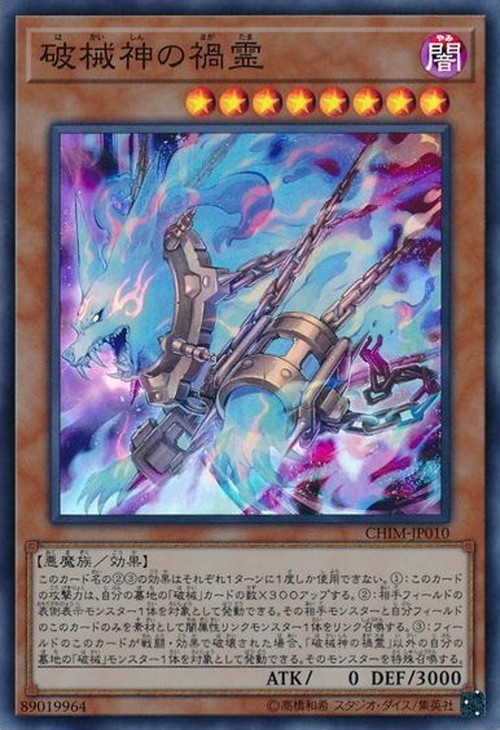 破械神の禍霊
闇
CHIM-JP010
【悪魔族／効果】
このカード名の②③の効果はそれぞれ1ターンに1度しか使用できない。①：このカード
の攻撃力は、自分の墓地の「破械」カードの数×300アップする。②：相手フィールドの
表側表示モンスター1体を対象として発動できる。その相手モンスターと自分フィールド
のこのカードのみを素材として闇属性リンクモンスター1体をリンク召喚する。③：フィー
ルドのこのカードが戦闘・効果で破壊された場合、「破械神の禍霊」以外の自分の
墓地の「破械」モンスター1体を対象として発動できる。そのモンスターを特殊召喚する。
ATK/ 0 DEF/3000
89019964
©高橋和希 スタジオ・ダイス/集英社